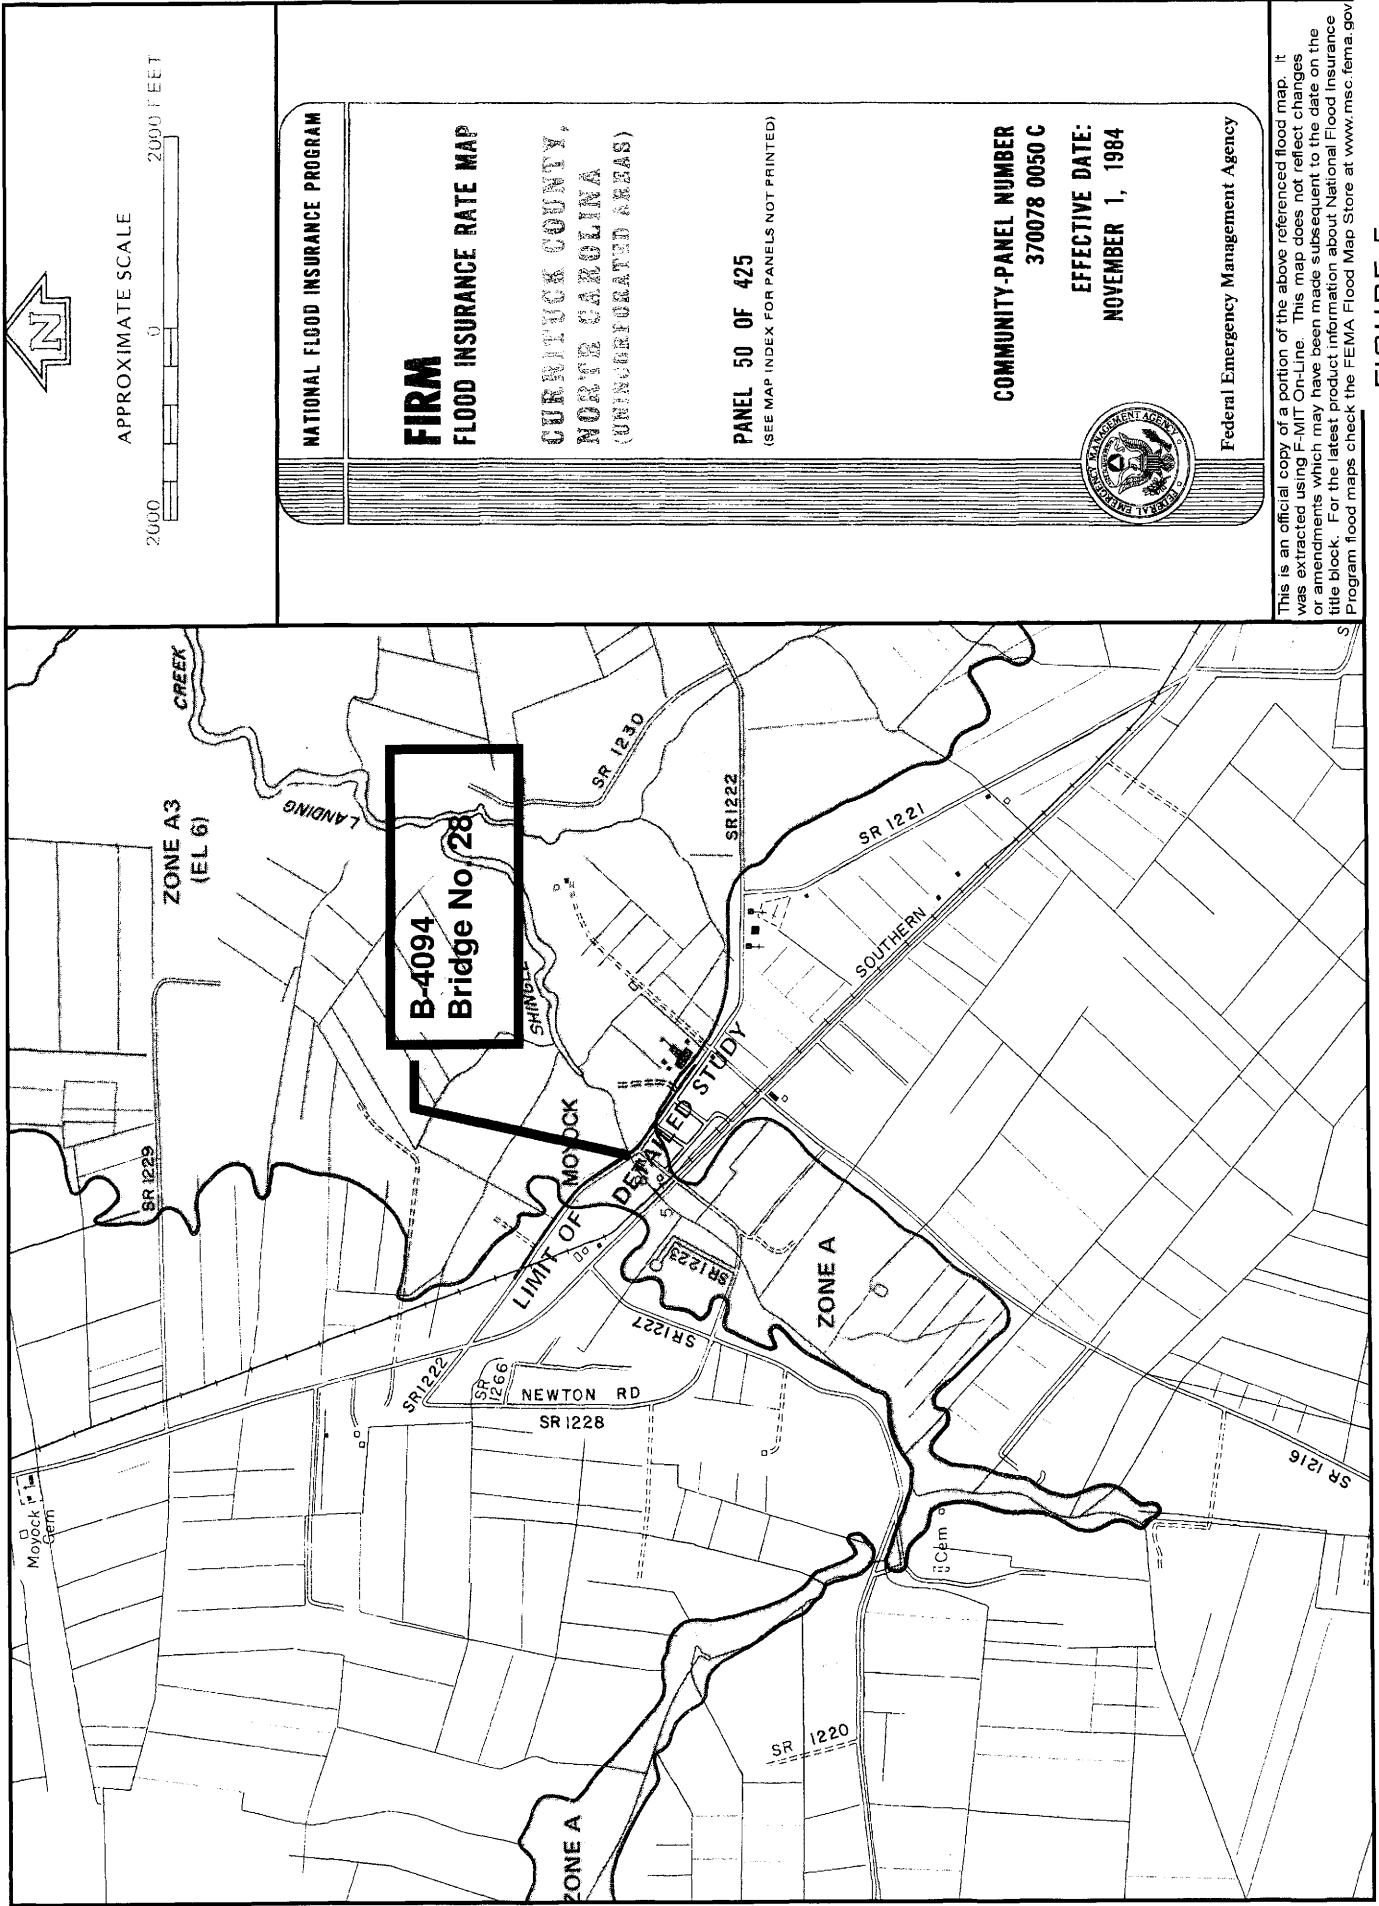 APPROXIMATE SCALE
2000 0 2000 FEET
N
NATIONAL FLOOD INSURANCE PROGRAM
FIRM
FLOOD INSURANCE RATE MAP
CURRITUCK COUNTY,
NORTH CAROLINA
(UNINCORPORATED AREAS)
PANEL 50 OF 425
(SEE MAP INDEX FOR PANELS NOT PRINTED)
COMMUNITY-PANEL NUMBER
370078 0050 C
EFFECTIVE DATE:
NOVEMBER 1, 1984
FEDERAL EMERGENCY MANAGEMENT AGENCY
Federal Emergency Management Agency
This is an official copy of a portion of the above referenced flood map. It
was extracted using F-MIT On-Line. This map does not reflect changes
or amendments which may have been made subsequent to the date on the
title block. For the latest product information about National Flood Insurance
Program flood maps check the FEMA Flood Map Store at www.msc.fema.gov
CREEK
LANDING
ZONE A3
(EL 6)
B-4094
Bridge No. 28
SHINGLE
SR 1230
SR 1222
SR 1221
SOUTHERN
SR 1229
MOYOCK
LIMIT OF DETAILED STUDY
5
SR 1223
ZONE A
SR 1227
SR 1222
SR
1266
NEWTON RD
SR 1228
SR 1216
Moyock
Cem
Cem
SR 1220
ZONE A
S